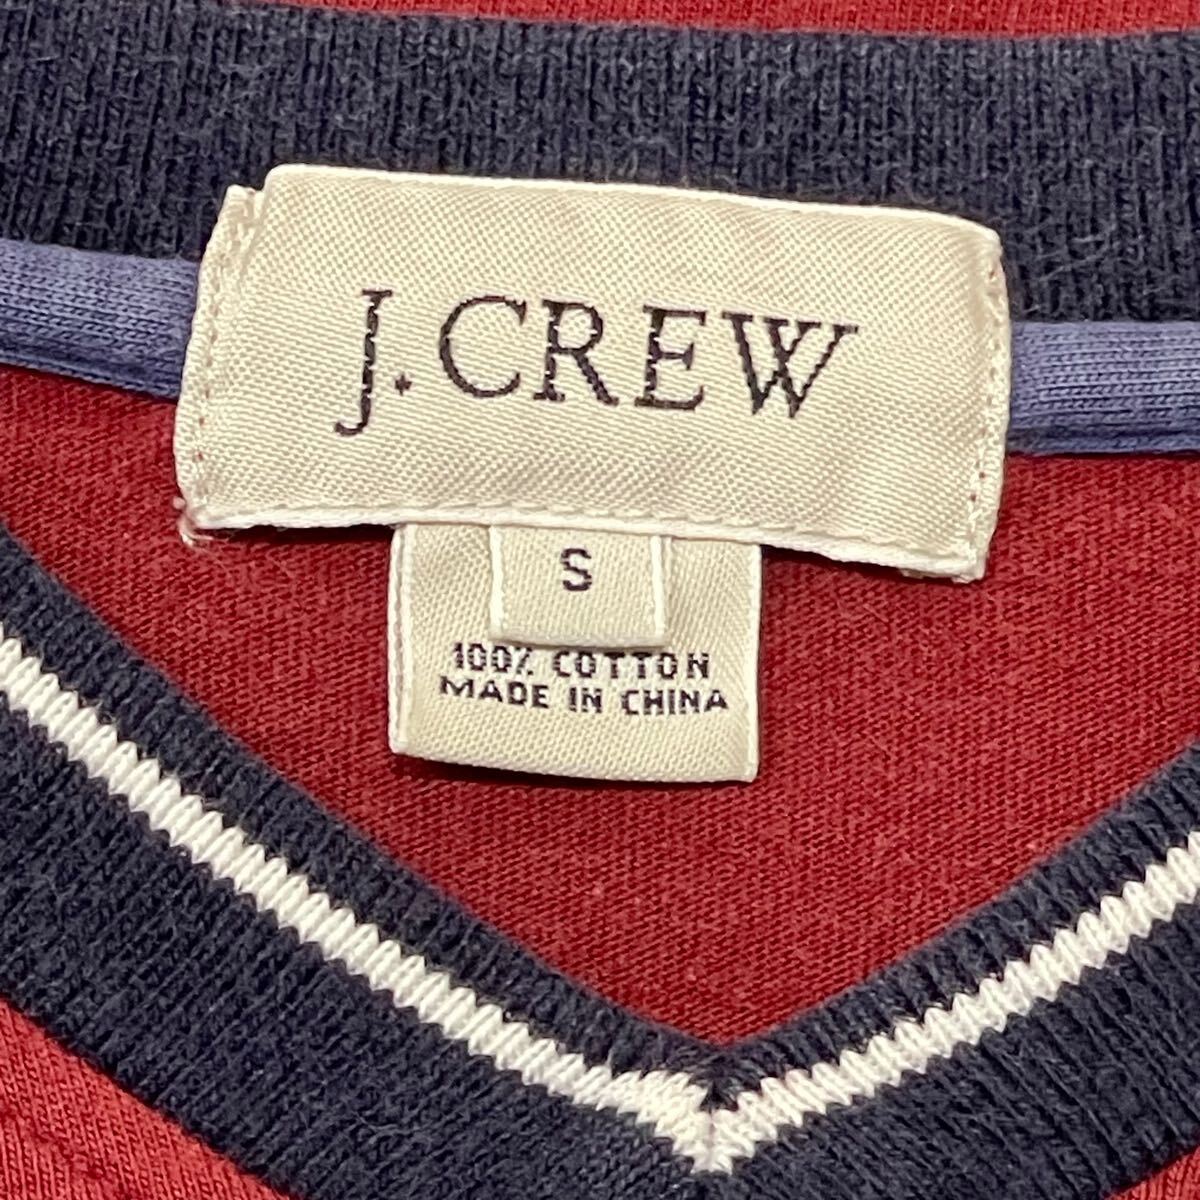 J.CREW
S
100% COTTON
MADE IN CHINA